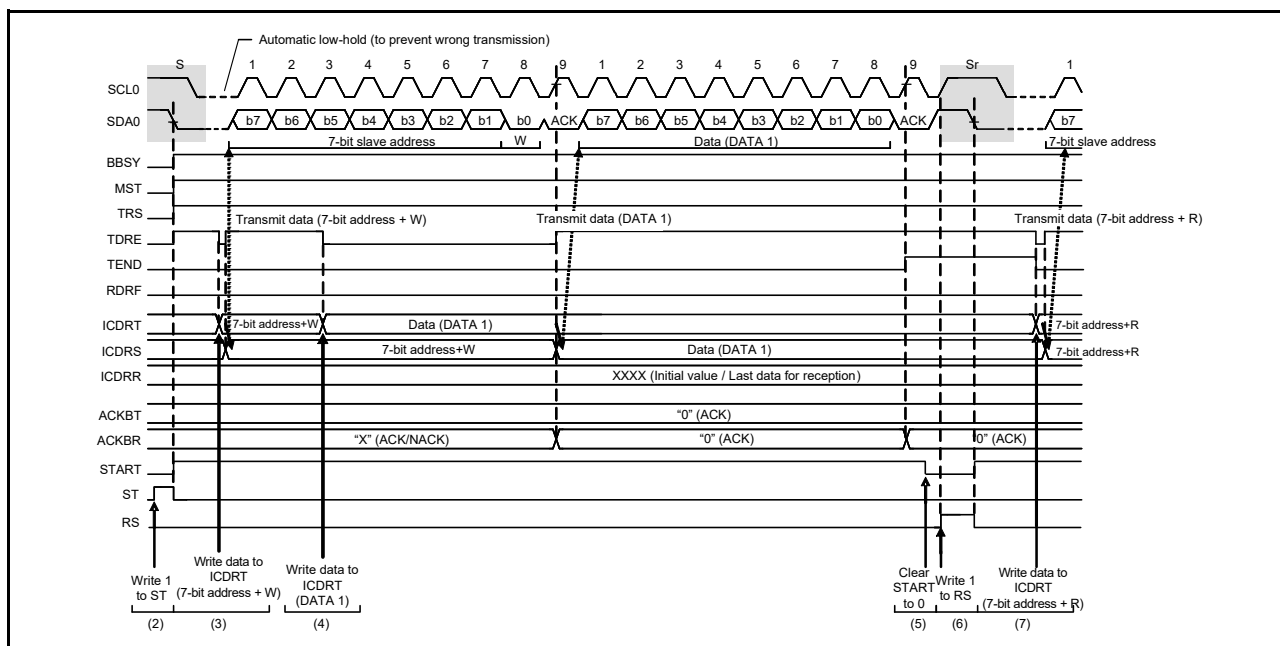 Automatic low-hold (to prevent wrong transmission)
S 1 2 3 4 5 6 7 8 9 1 2 3 4 5 6 7 8 9 Sr 1
SCL0
SDA0 b7 b6 b5 b4 b3 b2 b1 b0 ACK b7 b6 b5 b4 b3 b2 b1 b0 ACK b7
7-bit slave address W Data (DATA 1) 7-bit slave address
BBSY
MST
TRS
Transmit data (7-bit address + W) Transmit data (DATA 1) Transmit data (7-bit address + R)
TDRE
TEND
RDRF
ICDRT 7-bit address+W Data (DATA 1) 7-bit address+R
ICDRS 7-bit address+W Data (DATA 1) 7-bit address+R
ICDRR XXXX (Initial value / Last data for reception)
ACKBT "0" (ACK)
ACKBR "X" (ACK/NACK) "0" (ACK) 0" (ACK)
START
ST
RS
Write 1 to ST
Write data to ICDRT (7-bit address + W)
Write data to ICDRT (DATA 1)
Clear START to 0
Write 1 to RS
Write data to ICDRT (7-bit address + R)
(2) (3) (4) (5) (6) (7)